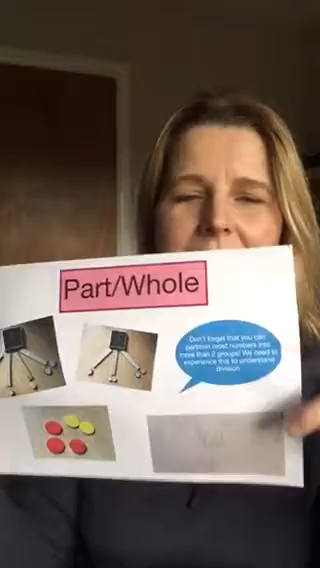 Part/Whole
Don't forget that you can
partition most numbers into
more than 2 groups! We need to
experience this to understand
division